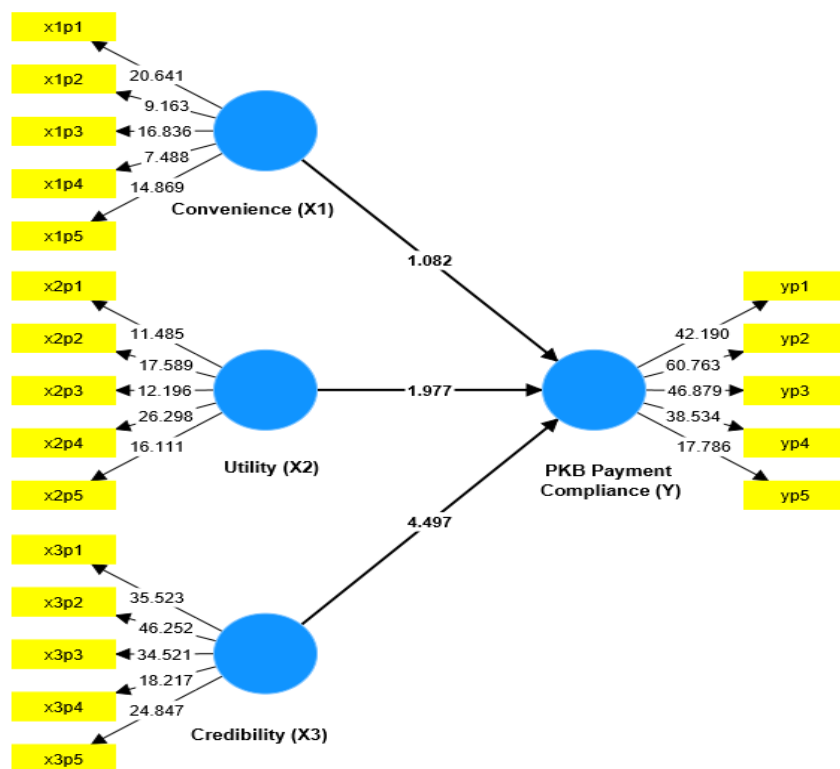 x1p1
20.641
x1p2
9.163
x1p3
16.836
x1p4
7.488
x1p5
14.869
Convenience (X1)
1.082
x2p1
11.485
x2p2
17.589
x2p3
12.196
x2p4
26.298
x2p5
16.111
Utility (X2)
1.977
yp1
42.190
yp2
60.763
yp3
46.879
yp4
38.534
yp5
17.786
PKB Payment
Compliance (Y)
4.497
x3p1
35.523
x3p2
46.252
x3p3
34.521
x3p4
18.217
x3p5
24.847
Credibility (X3)